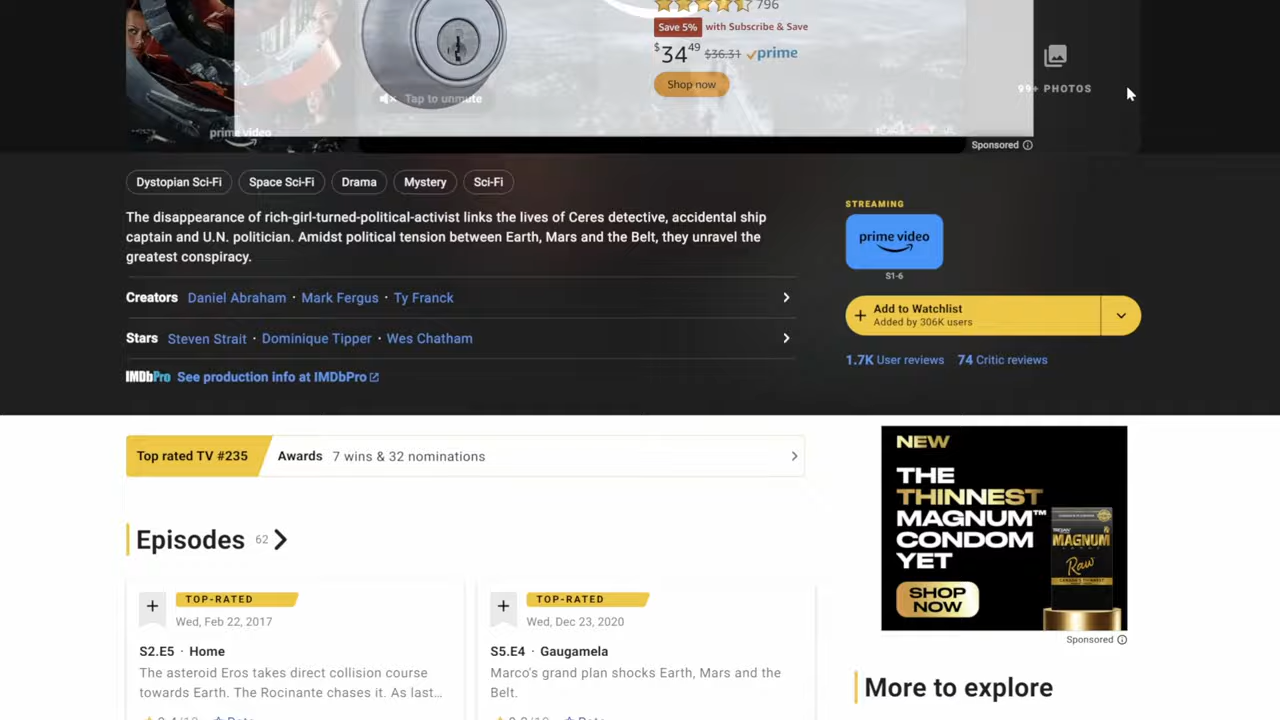 796
Save 5% with Subscribe & Save
$34.49 $36.31 prime
Shop now
Tap to unmute
99+ PHOTOS
prime video
Sponsored
Dystopian Sci-Fi Space Sci-Fi Drama Mystery Sci-Fi
The disappearance of rich-girl-turned-political-activist links the lives of Ceres detective, accidental ship
captain and U.N. politician. Amidst political tension between Earth, Mars and the Belt, they unravel the
greatest conspiracy.
STREAMING
prime video
S1-6
Creators Daniel Abraham · Mark Fergus · Ty Franck
Add to Watchlist
Added by 306K users
Stars Steven Strait · Dominique Tipper · Wes Chatham
1.7K User reviews 74 Critic reviews
IMDbPro See production info at IMDbPro
Top rated TV #235 Awards 7 wins & 32 nominations
Episodes 62
NEW
THE
THINNEST
MAGNUM™
CONDOM
YET
SHOP
NOW
TROJAN
MAGNUM
Raw
Sponsored
TOP-RATED
Wed, Feb 22, 2017
S2.E5 · Home
The asteroid Eros takes direct collision course
towards Earth. The Rocinante chases it. As last...
TOP-RATED
Wed, Dec 23, 2020
S5.E4 · Gaugamela
Marco's grand plan shocks Earth, Mars and the
Belt.
More to explore